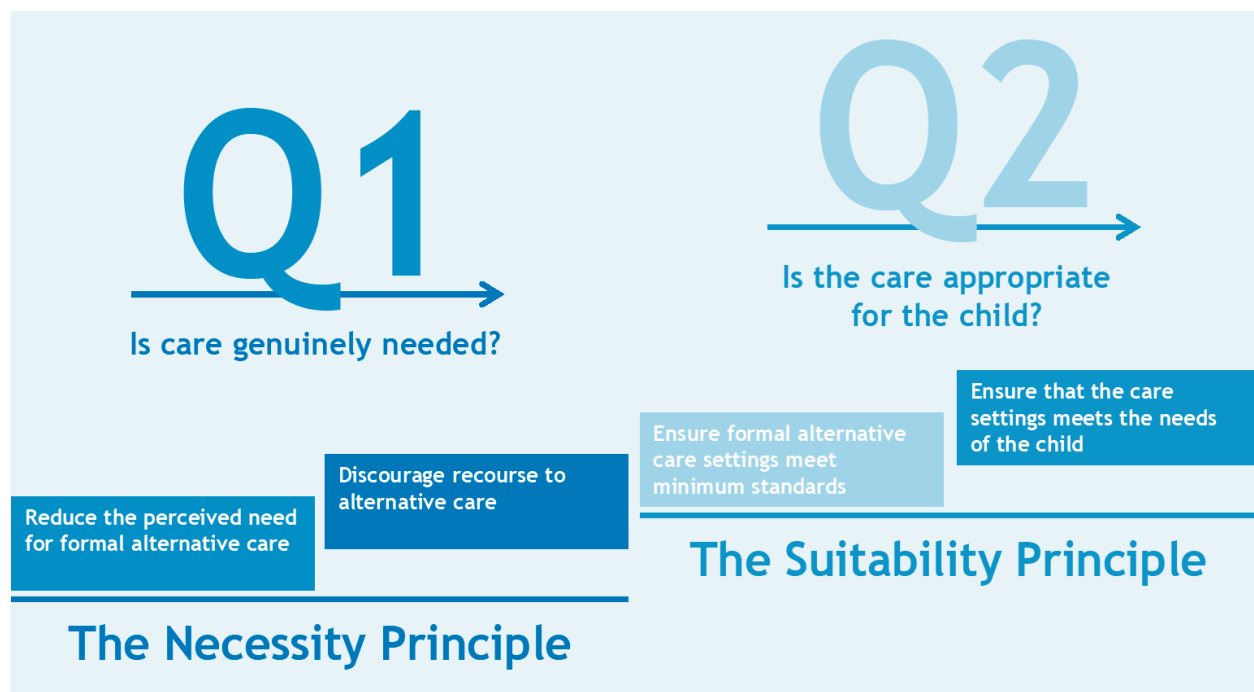 Q1
Is care genuinely needed?
Reduce the perceived need
for formal alternative care
Discourage recourse to
alternative care
The Necessity Principle
Q2
Is the care appropriate
for the child?
Ensure formal alternative
care settings meet
minimum standards
Ensure that the care
settings meets the needs
of the child
The Suitability Principle